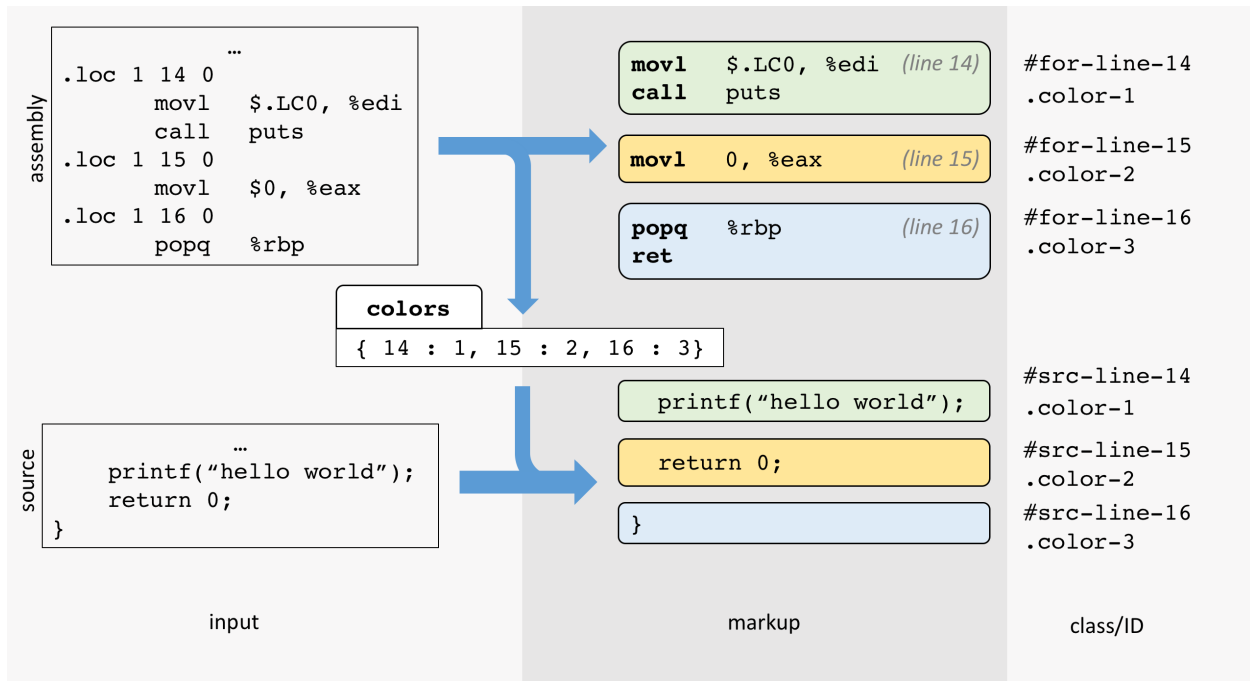 assembly
…
.loc 1 14 0
movl $.LC0, %edi
call puts
.loc 1 15 0
movl $0, %eax
.loc 1 16 0
popq %rbp
movl $.LC0, %edi (line 14)
call puts
#for-line-14
.color-1
movl 0, %eax (line 15)
#for-line-15
.color-2
popq %rbp (line 16)
ret
#for-line-16
.color-3
colors
{ 14 : 1, 15 : 2, 16 : 3}
source
…
printf(“hello world”);
return 0;
}
printf(“hello world”);
#src-line-14
.color-1
return 0;
#src-line-15
.color-2
}
#src-line-16
.color-3
input
markup
class/ID